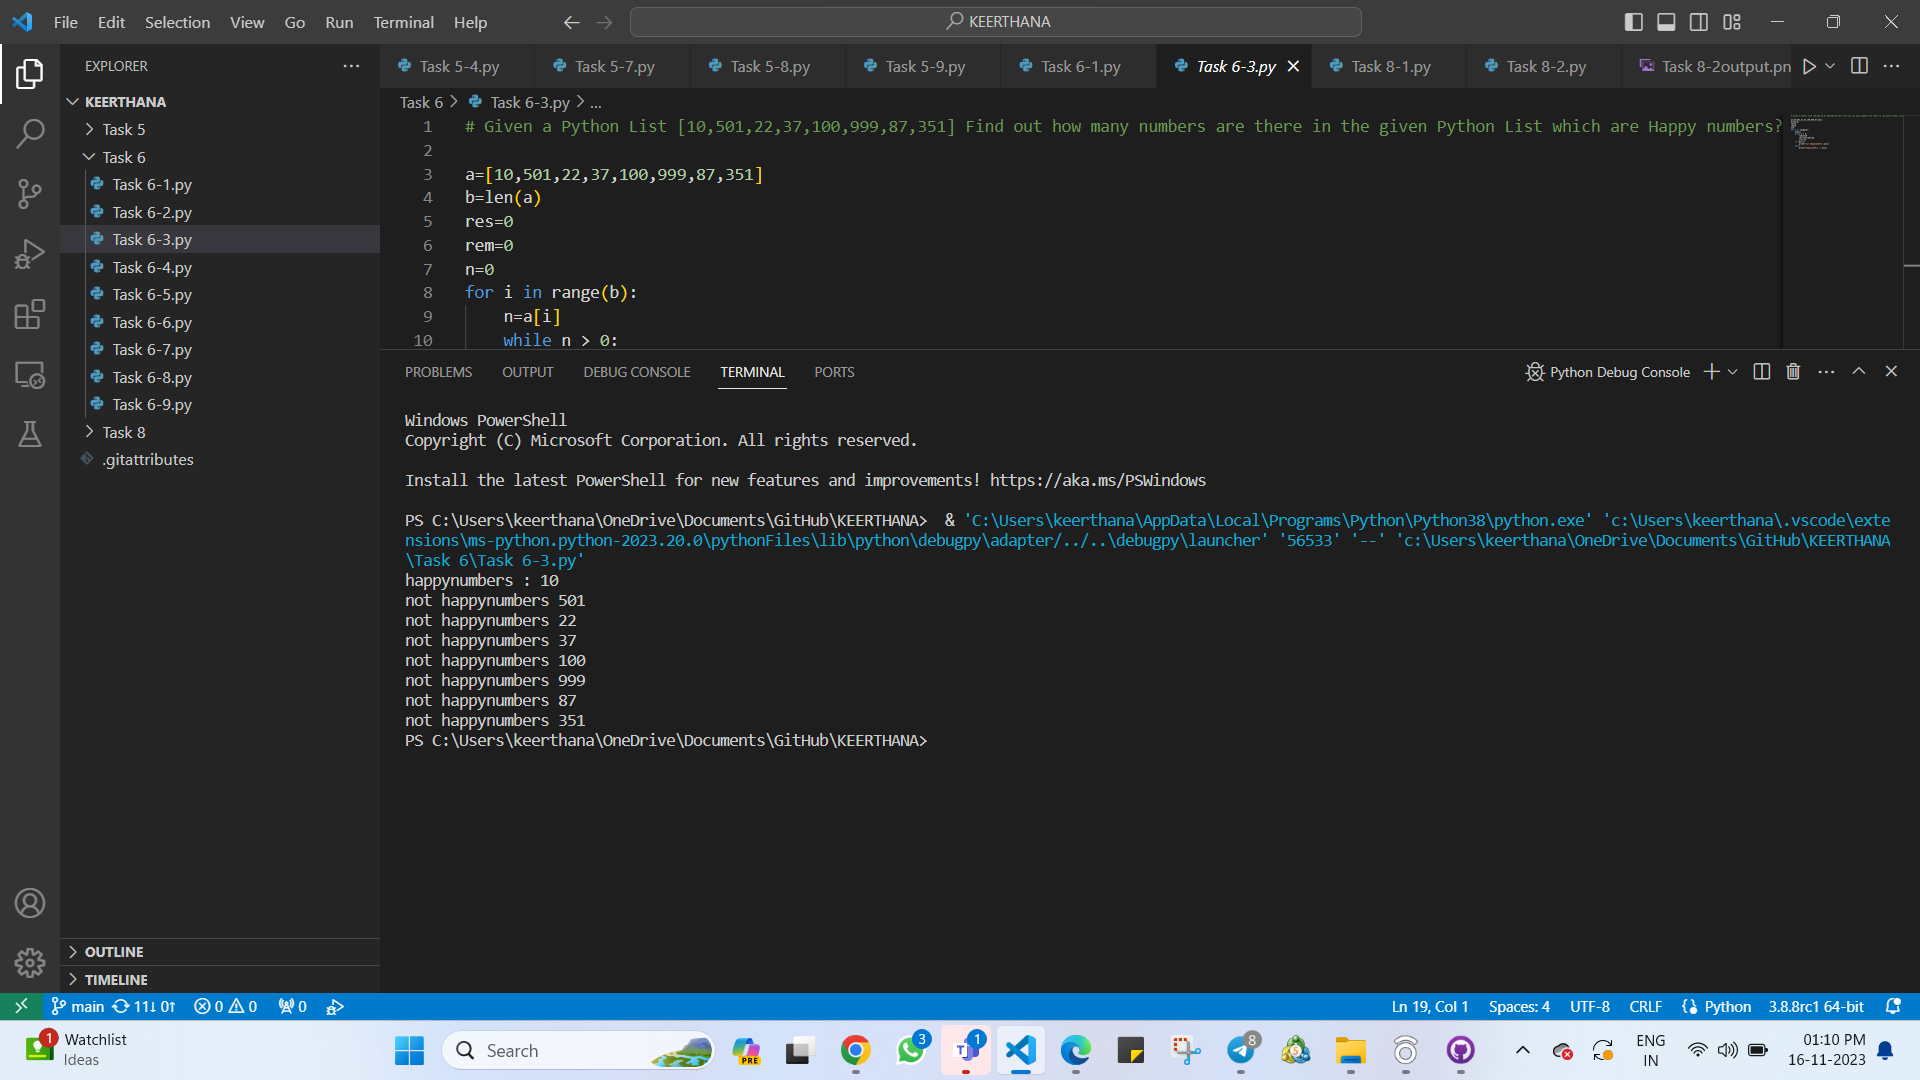 File Edit Selection View Go Run Terminal Help
KEERTHANA
EXPLORER
KEERTHANA
Task 5
Task 6
Task 6-1.py
Task 6-2.py
Task 6-3.py
Task 6-4.py
Task 6-5.py
Task 6-6.py
Task 6-7.py
Task 6-8.py
Task 6-9.py
Task 8
.gitattributes
OUTLINE
TIMELINE
Task 5-4.py Task 5-7.py Task 5-8.py Task 5-9.py Task 6-1.py Task 6-3.py Task 8-1.py Task 8-2.py Task 8-2output.pn
Task 6 > Task 6-3.py > ...
1 # Given a Python List [10,501,22,37,100,999,87,351] Find out how many numbers are there in the given Python List which are Happy numbers?
2
3 a=[10,501,22,37,100,999,87,351]
4 b=len(a)
5 res=0
6 rem=0
7 n=0
8 for i in range(b):
9 n=a[i]
10 while n > 0:
PROBLEMS OUTPUT DEBUG CONSOLE TERMINAL PORTS
Python Debug Console
Windows PowerShell
Copyright (C) Microsoft Corporation. All rights reserved.
Install the latest PowerShell for new features and improvements! https://aka.ms/PSWindows
PS C:\Users\keerthana\OneDrive\Documents\GitHub\KEERTHANA> & 'C:\Users\keerthana\AppData\Local\Programs\Python\Python38\python.exe' 'c:\Users\keerthana\.vscode\exte
nsions\ms-python.python-2023.20.0\pythonFiles\lib\python\debugpy\adapter/../..\debugpy\launcher' '56533' '--' 'c:\Users\keerthana\OneDrive\Documents\GitHub\KEERTHANA
\Task 6\Task 6-3.py'
happynumbers : 10
not happynumbers 501
not happynumbers 22
not happynumbers 37
not happynumbers 100
not happynumbers 999
not happynumbers 87
not happynumbers 351
PS C:\Users\keerthana\OneDrive\Documents\GitHub\KEERTHANA>
main 11↓ 0↑ 0 0 0
Ln 19, Col 1 Spaces: 4 UTF-8 CRLF Python 3.8.8rc1 64-bit
1 Watchlist
Ideas
Search
PRE
3
1
8
ENG
IN
01:10 PM
16-11-2023